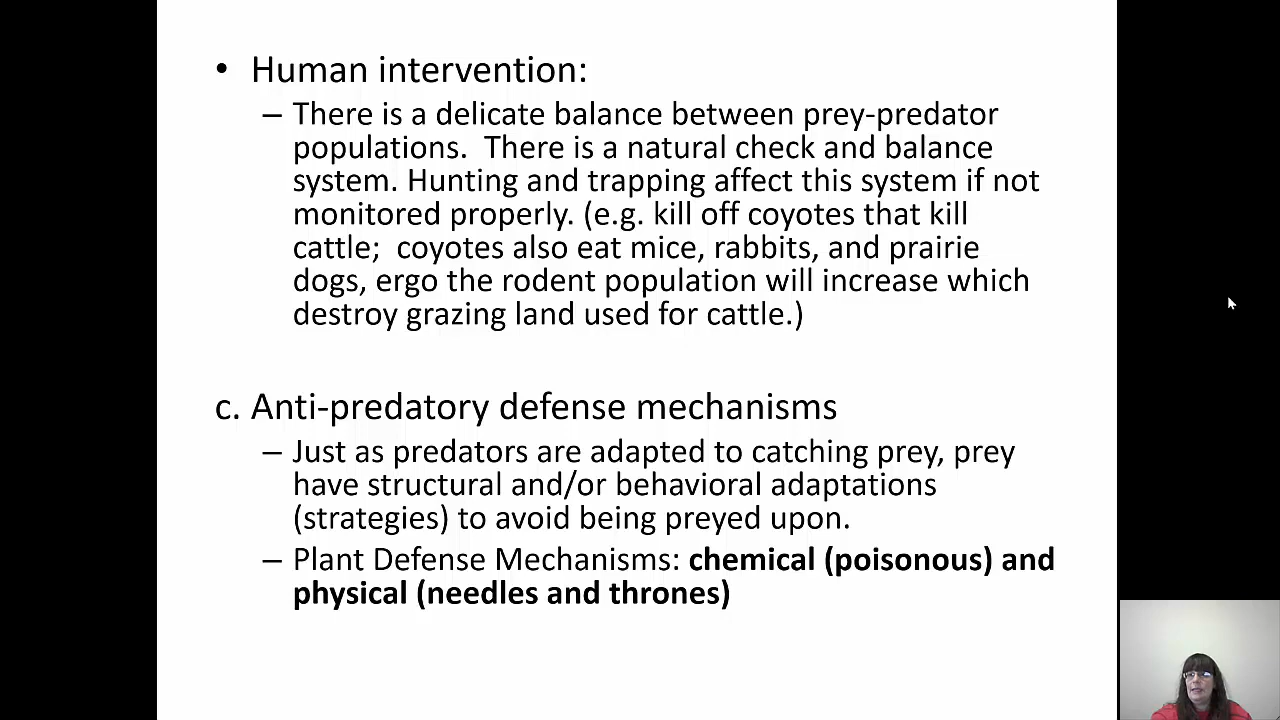 • Human intervention:
– There is a delicate balance between prey-predator
populations.  There is a natural check and balance
system. Hunting and trapping affect this system if not
monitored properly. (e.g. kill off coyotes that kill
cattle;  coyotes also eat mice, rabbits, and prairie
dogs, ergo the rodent population will increase which
destroy grazing land used for cattle.)
c. Anti-predatory defense mechanisms
– Just as predators are adapted to catching prey, prey
have structural and/or behavioral adaptations
(strategies) to avoid being preyed upon.
– Plant Defense Mechanisms: chemical (poisonous) and
physical (needles and thrones)